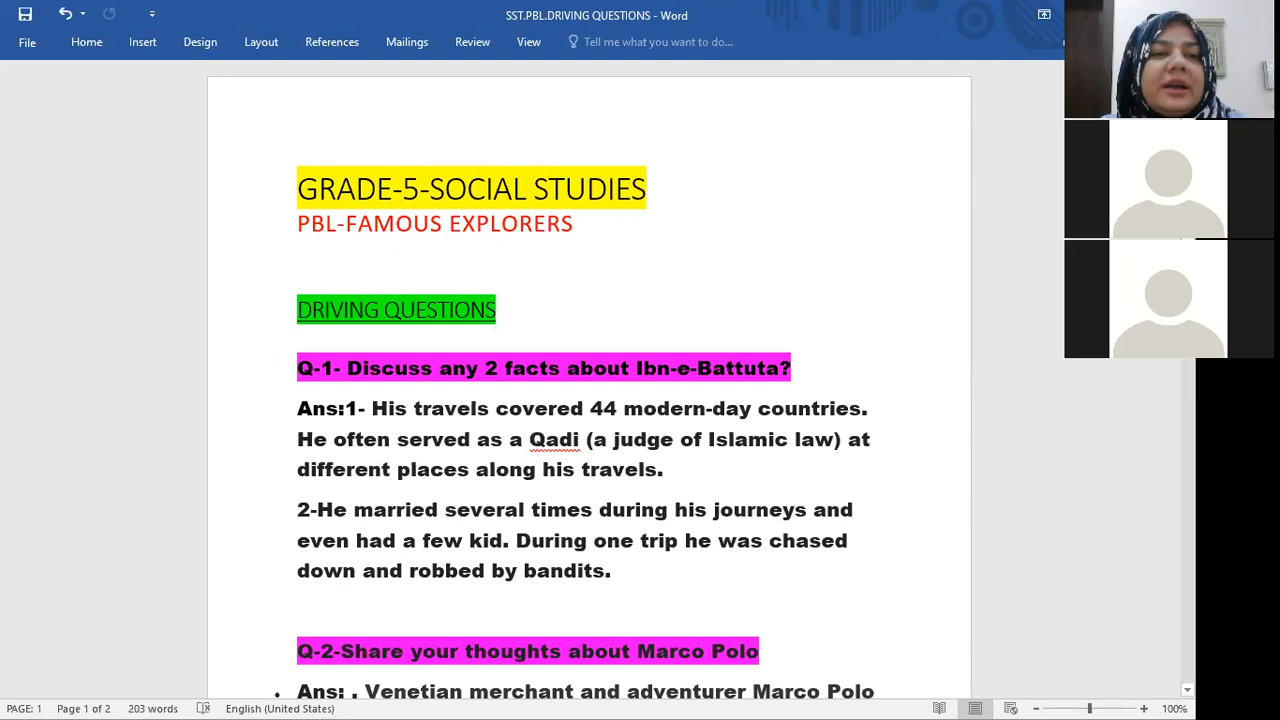 SST.PBL.DRIVING QUESTIONS - Word
File Home Insert Design Layout References Mailings Review View Tell me what you want to do...
GRADE-5-SOCIAL STUDIES
PBL-FAMOUS EXPLORERS
DRIVING QUESTIONS
Q-1- Discuss any 2 facts about Ibn-e-Battuta?
Ans:1- His travels covered 44 modern-day countries.
He often served as a Qadi (a judge of Islamic law) at
different places along his travels.
2-He married several times during his journeys and
even had a few kid. During one trip he was chased
down and robbed by bandits.
Q-2-Share your thoughts about Marco Polo
• Ans: . Venetian merchant and adventurer Marco Polo
PAGE: 1 Page 1 of 2 203 words English (United States) 100%